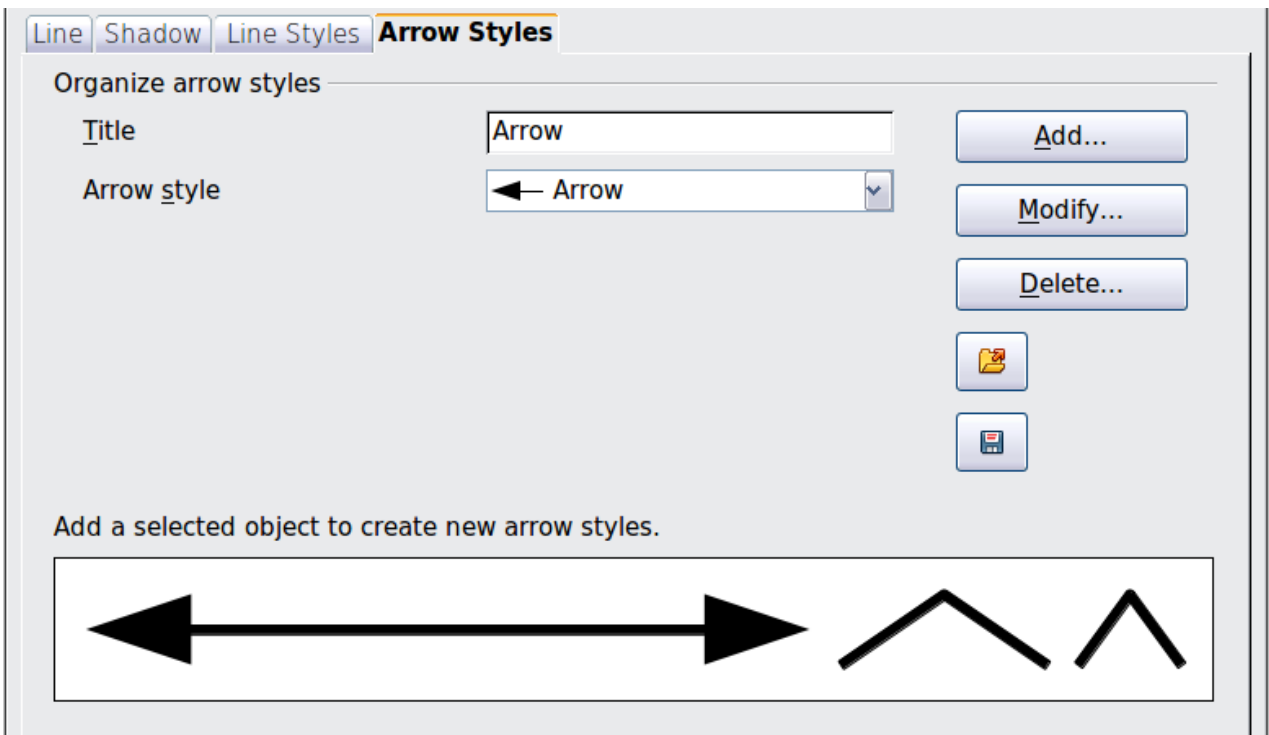 Line Shadow Line Styles Arrow Styles
Organize arrow styles
Title Arrow Add...
Arrow style Arrow
Modify...
Delete...
Add a selected object to create new arrow styles.